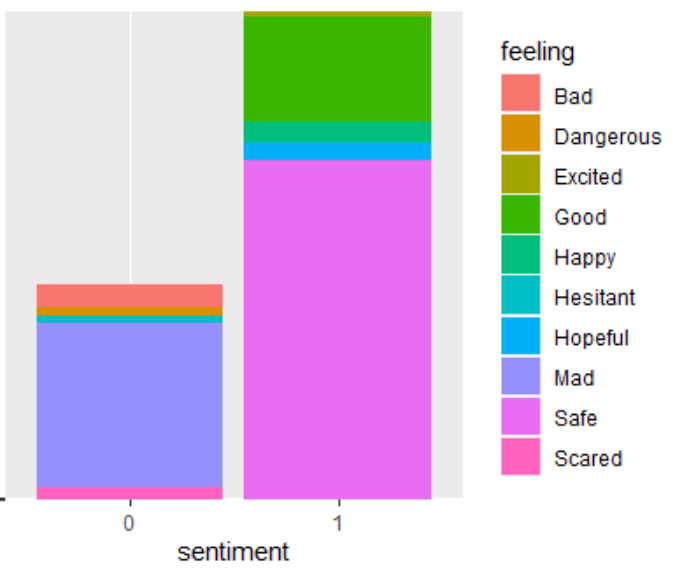 feeling
Bad
Dangerous
Excited
Good
Happy
Hesitant
Hopeful
Mad
Safe
Scared
0 1
sentiment